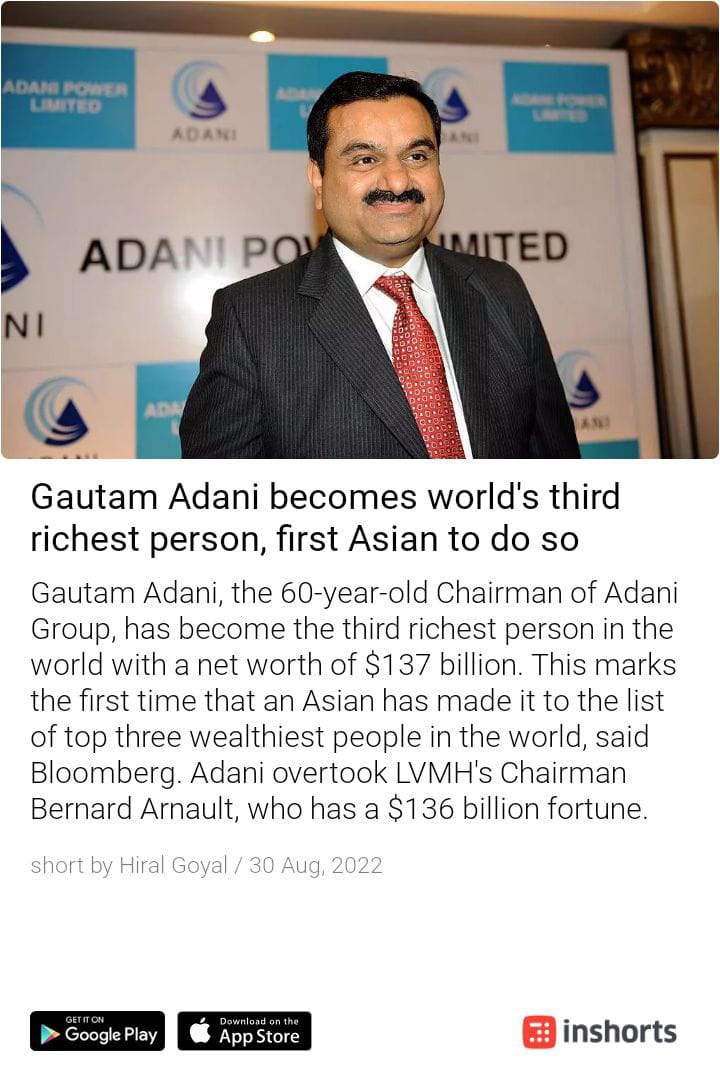 ADANI POWER
LIMITED
ADANI
ADANI POWER
LIMITED
ADANI LIMITED
NI
ADANI
ADANI
Gautam Adani becomes world's third
richest person, first Asian to do so
Gautam Adani, the 60-year-old Chairman of Adani
Group, has become the third richest person in the
world with a net worth of $137 billion. This marks
the first time that an Asian has made it to the list
of top three wealthiest people in the world, said
Bloomberg. Adani overtook LVMH's Chairman
Bernard Arnault, who has a $136 billion fortune.
short by Hiral Goyal / 30 Aug, 2022
GET IT ON
Google Play
Download on the
App Store
inshorts